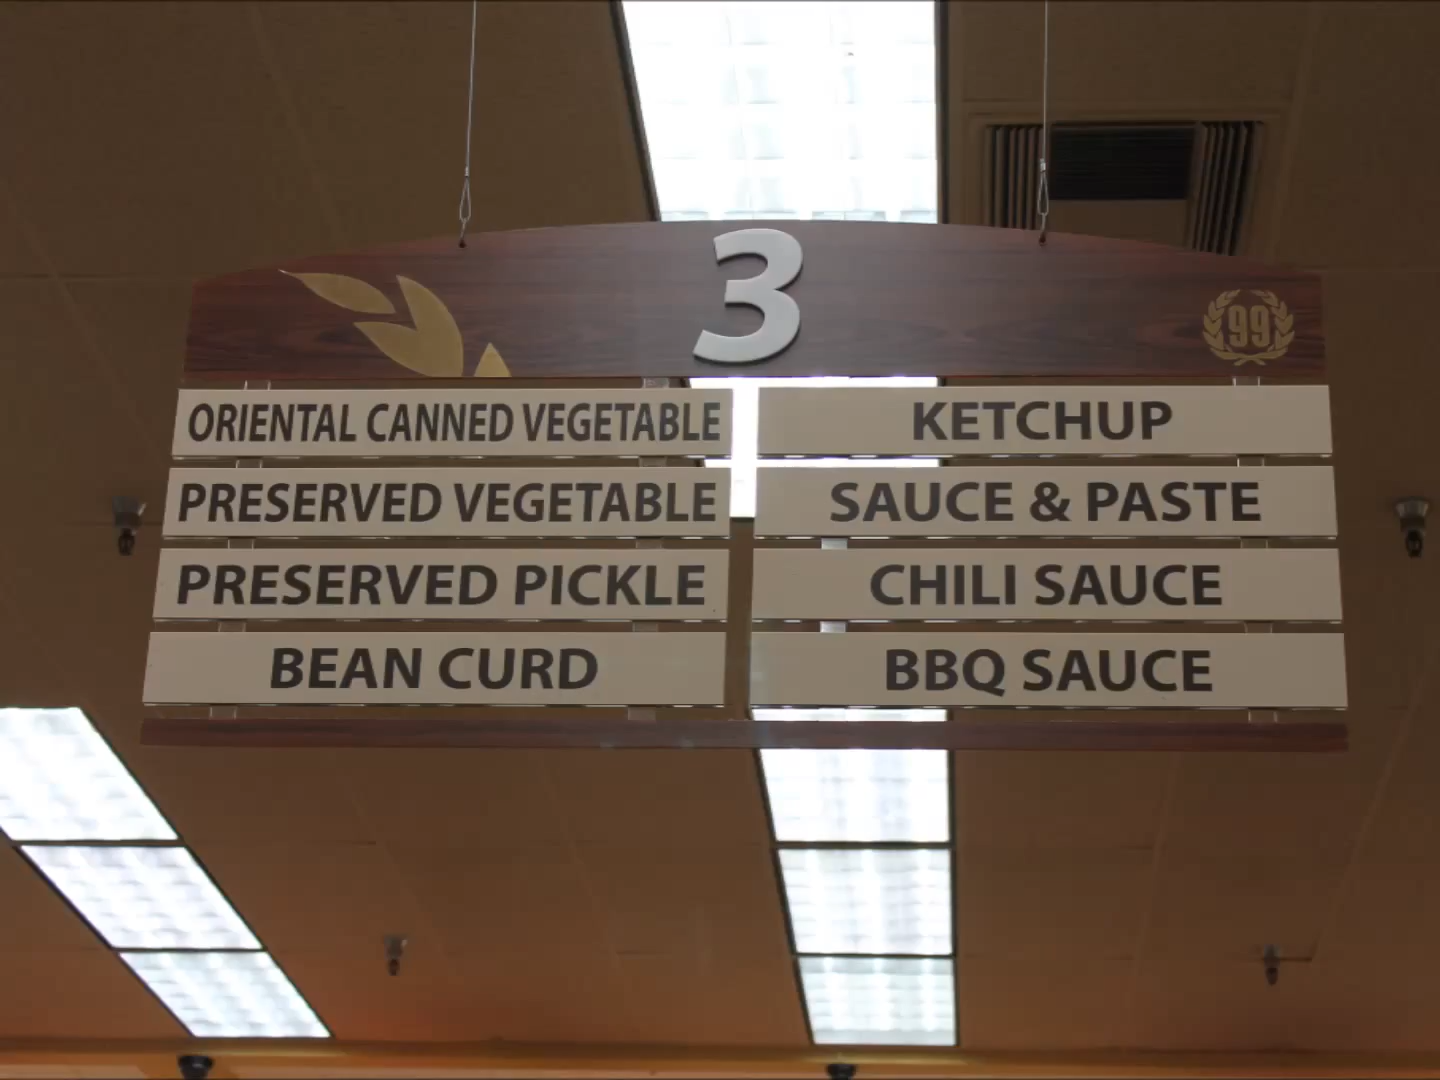 3
99
ORIENTAL CANNED VEGETABLE
PRESERVED VEGETABLE
PRESERVED PICKLE
BEAN CURD
KETCHUP
SAUCE & PASTE
CHILI SAUCE
BBQ SAUCE